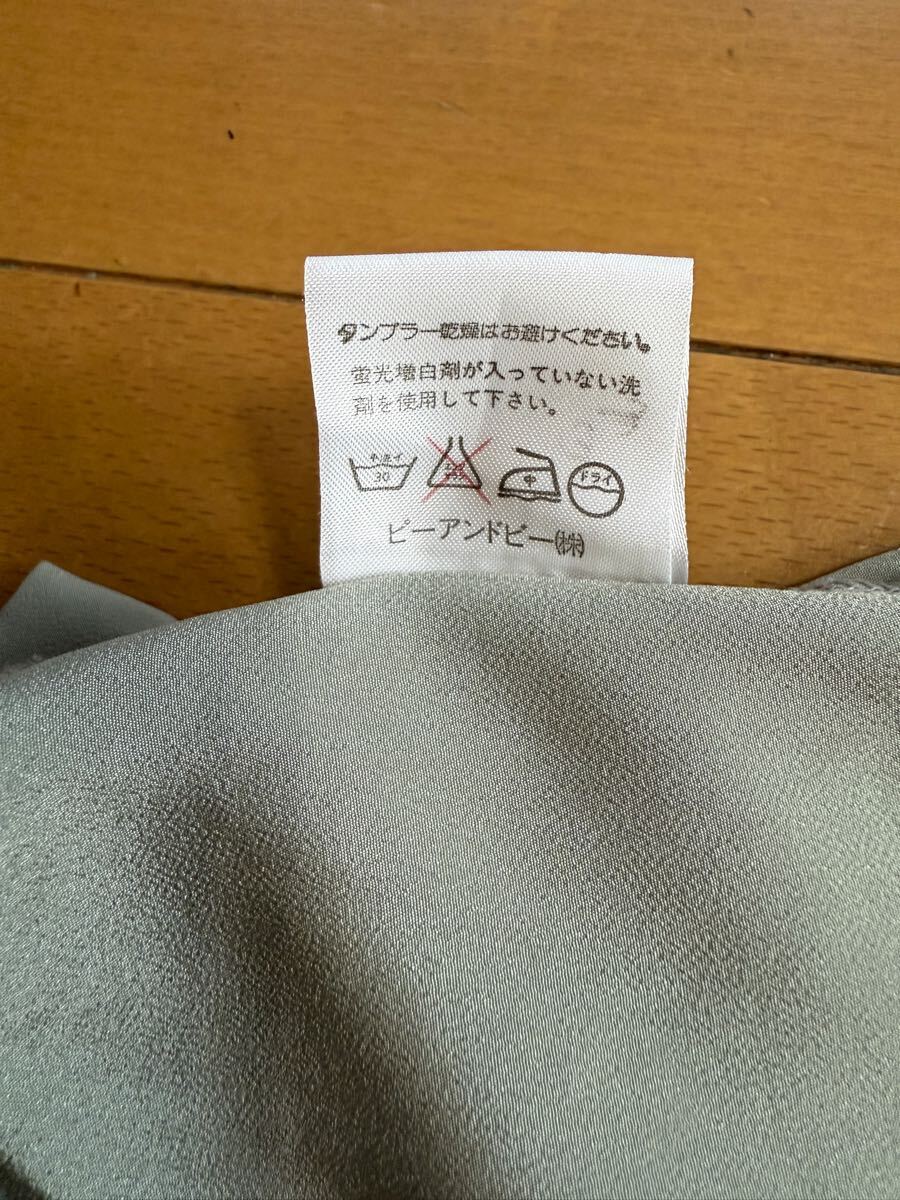 タンブラー乾燥はお避けください。
蛍光増白剤が入っていない洗
剤を使用して下さい。
手洗イ
30
中
ドライ
ビーアンドビー㈱